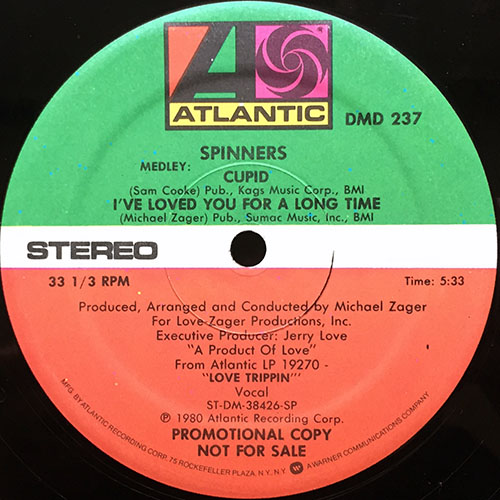 ATLANTIC
DMD 237
SPINNERS
MEDLEY:
CUPID
(Sam Cooke) Pub., Kags Music Corp., BMI
I'VE LOVED YOU FOR A LONG TIME
(Michael Zager) Pub., Sumac Music, Inc., BMI
STEREO
33 1/3 RPM
Time: 5:33
Produced, Arranged and Conducted by Michael Zager
For Love-Zager Productions, Inc.
Executive Producer: Jerry Love
"A Product Of Love"
From Atlantic LP 19270 -
"LOVE TRIPPIN'"
Vocal
ST-DM-38426-SP
Ⓟ 1980 Atlantic Recording Corp.
PROMOTIONAL COPY
NOT FOR SALE
MFG. BY ATLANTIC RECORDING CORP. 75 ROCKEFELLER PLAZA, N.Y., N.Y. A WARNER COMMUNICATIONS COMPANY